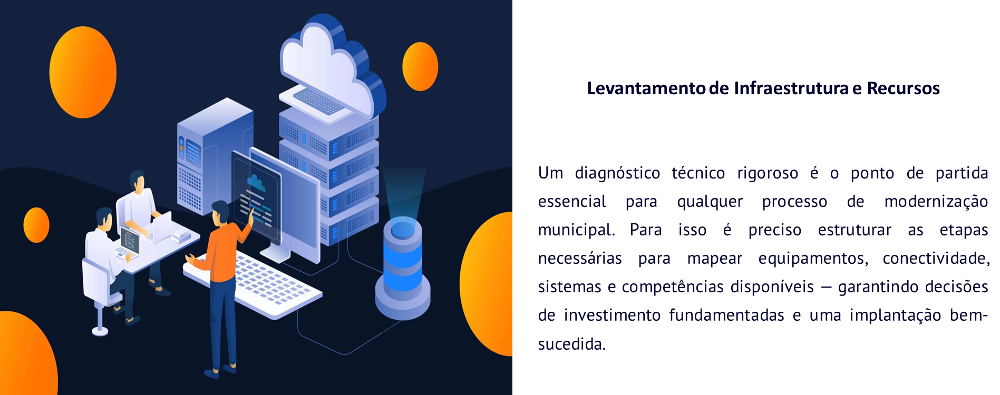 Levantamento de Infraestrutura e Recursos
Um diagnóstico técnico rigoroso é o ponto de partida
essencial para qualquer processo de modernização
municipal. Para isso é preciso estruturar as etapas
necessárias para mapear equipamentos, conectividade,
sistemas e competências disponíveis — garantindo decisões
de investimento fundamentadas e uma implantação bem-
sucedida.